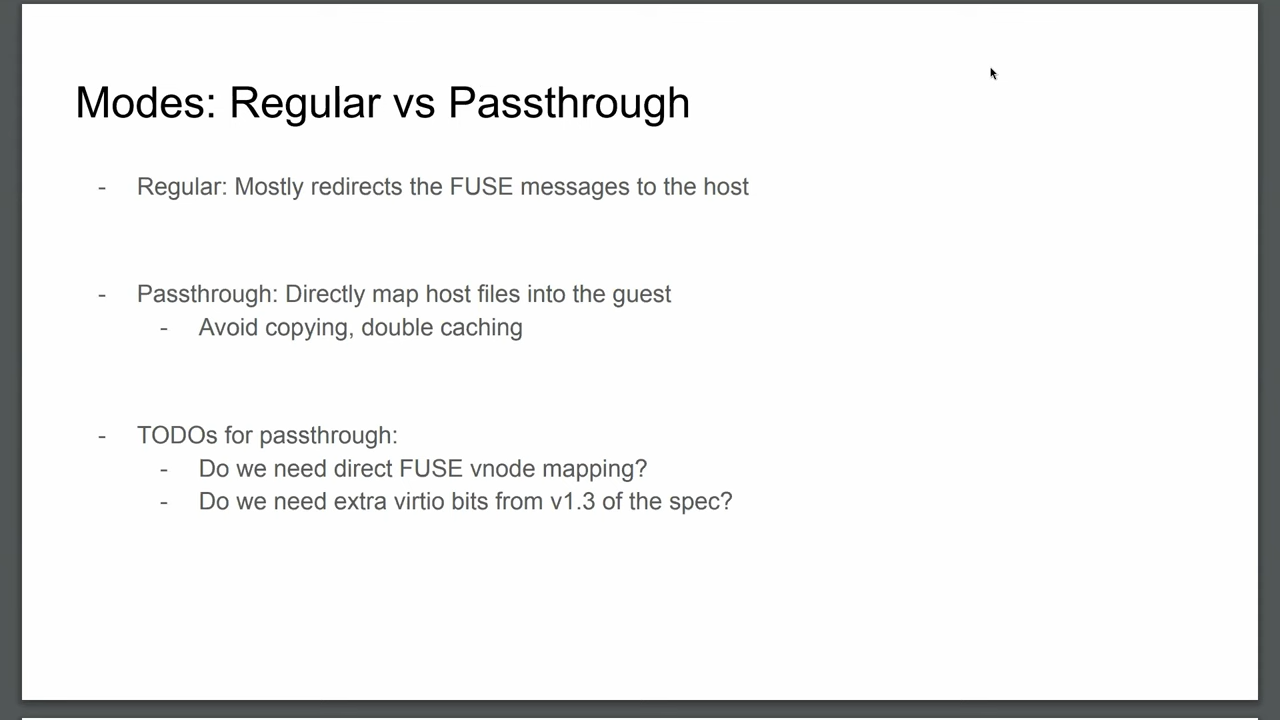 Modes: Regular vs Passthrough
- Regular: Mostly redirects the FUSE messages to the host
- Passthrough: Directly map host files into the guest
- Avoid copying, double caching
- TODOs for passthrough:
- Do we need direct FUSE vnode mapping?
- Do we need extra virtio bits from v1.3 of the spec?